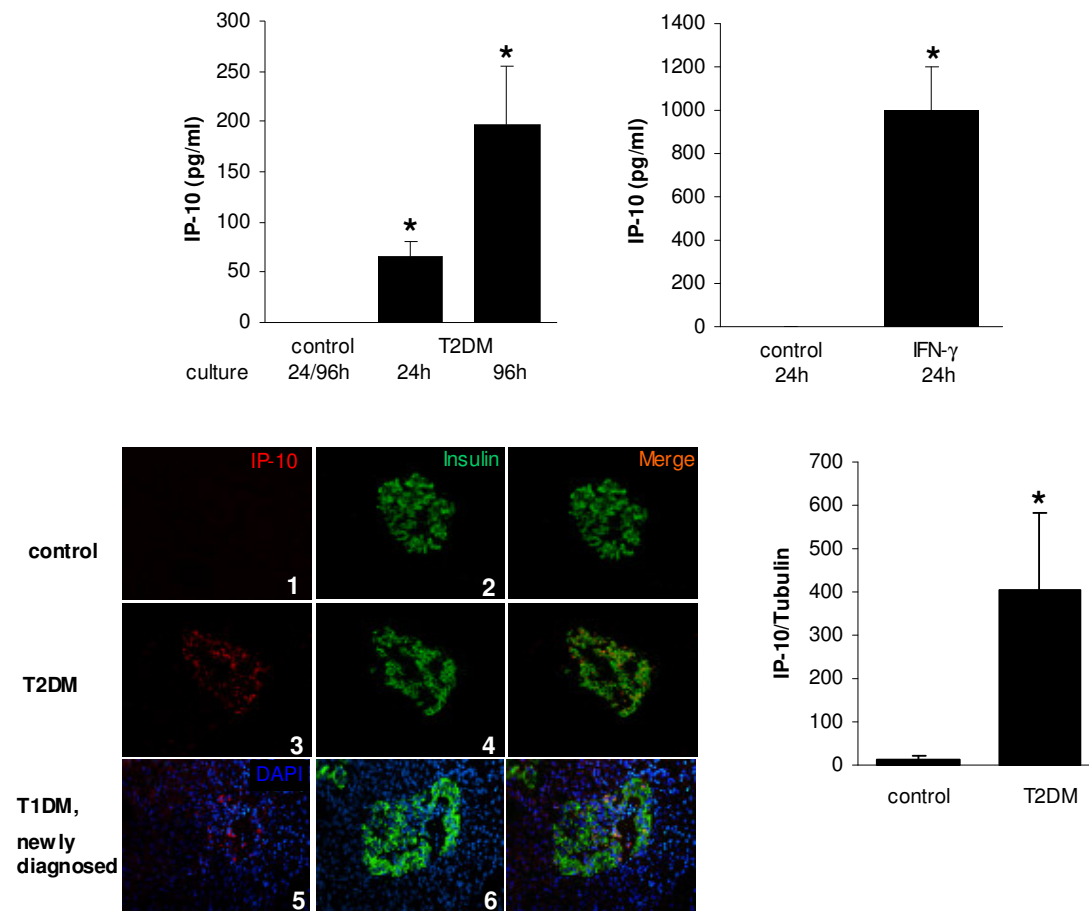 IP-10 (pg/ml)
300
250
200
150
100
50
0
*
*
control T2DM
culture 24/96h 24h 96h
IP-10 (pg/ml)
1400
1200
1000
800
600
400
200
0
*
control IFN-γ
24h 24h
IP-10 Insulin Merge
control
1 2
T2DM
3 4
DAPI
T1DM,
newly
diagnosed
5 6
IP-10/Tubulin
700
600
500
400
300
200
100
0
*
control T2DM